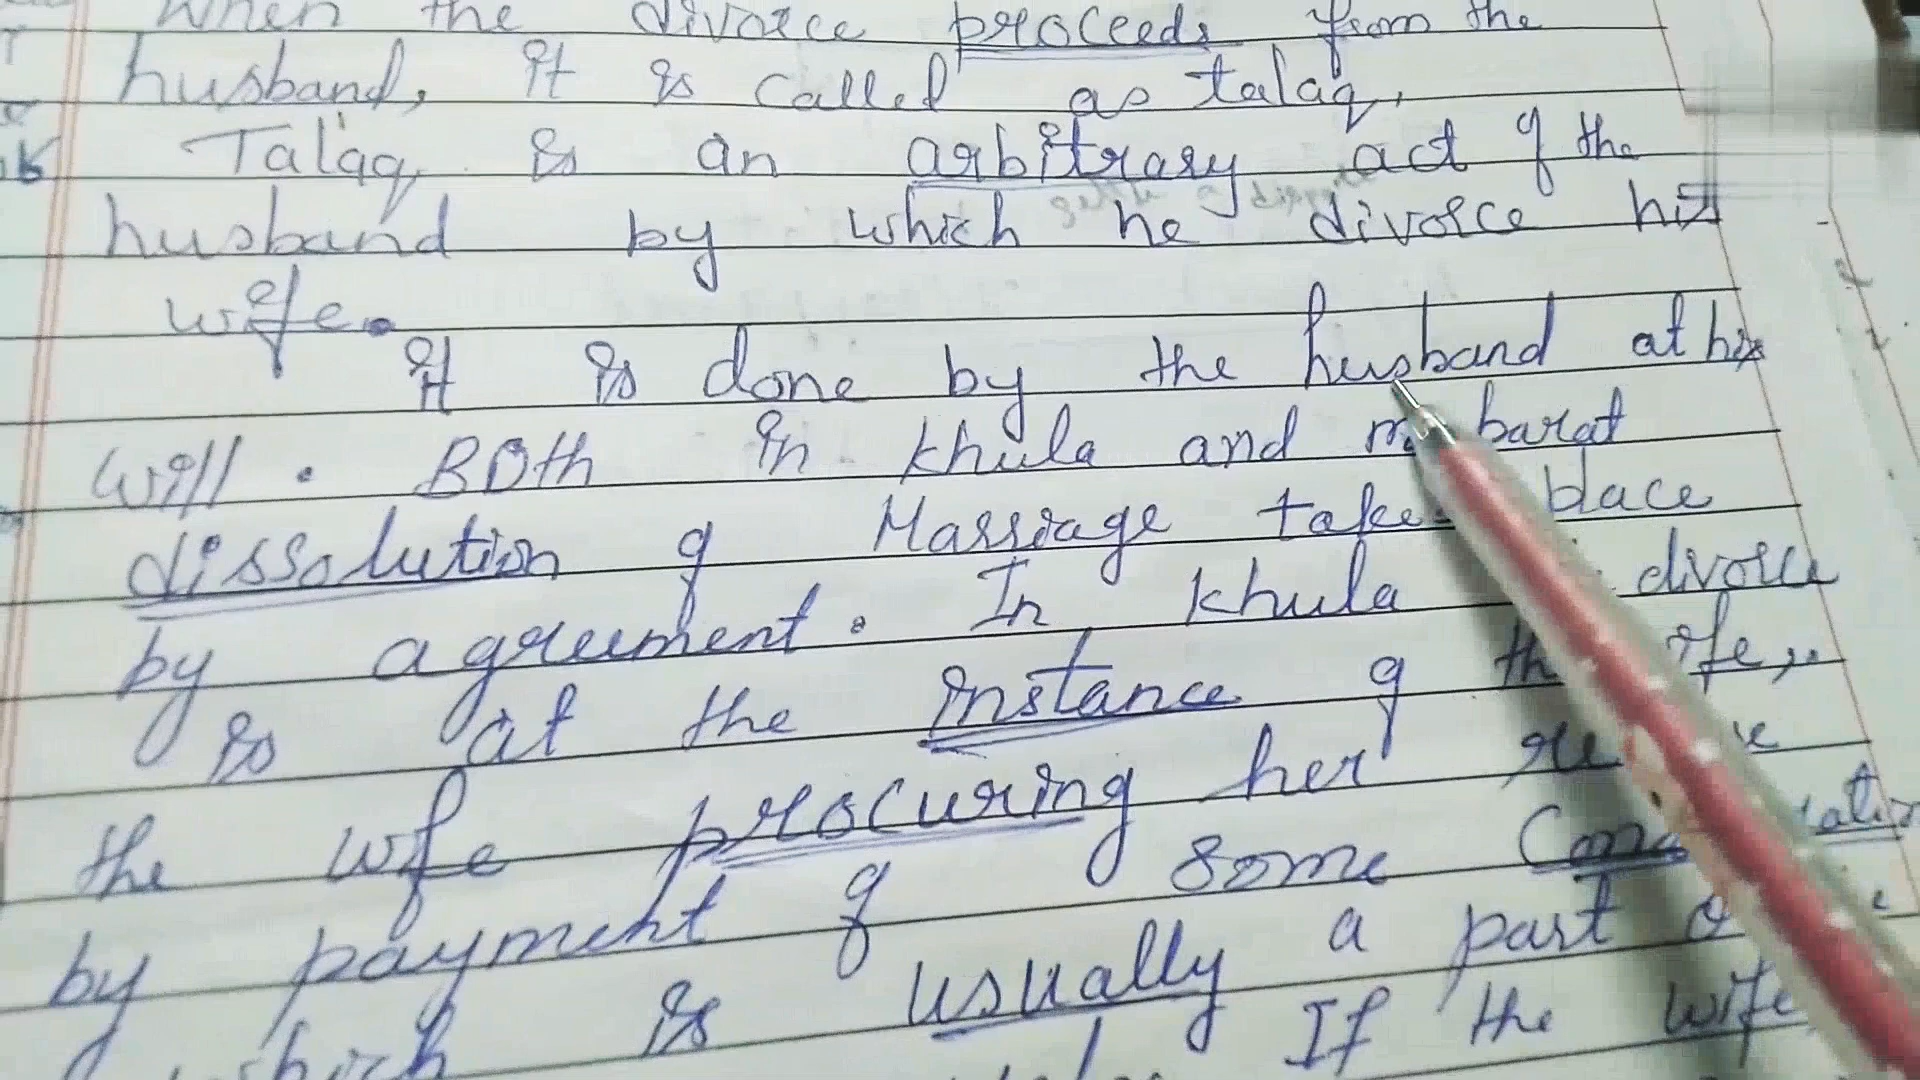 When the divorce proceeds from the
husband, it is called as talaq,
Talaq is an arbitrary act of the
husband by which he divorce his
wife.
it is done by the husband at his
will. Both in khula and barat
dissolution of Marriage takes place
by agreement. In khula divorce
is at the instance of the wife,
the wife procuring her
by payment of some
which is usually a part
If the wife